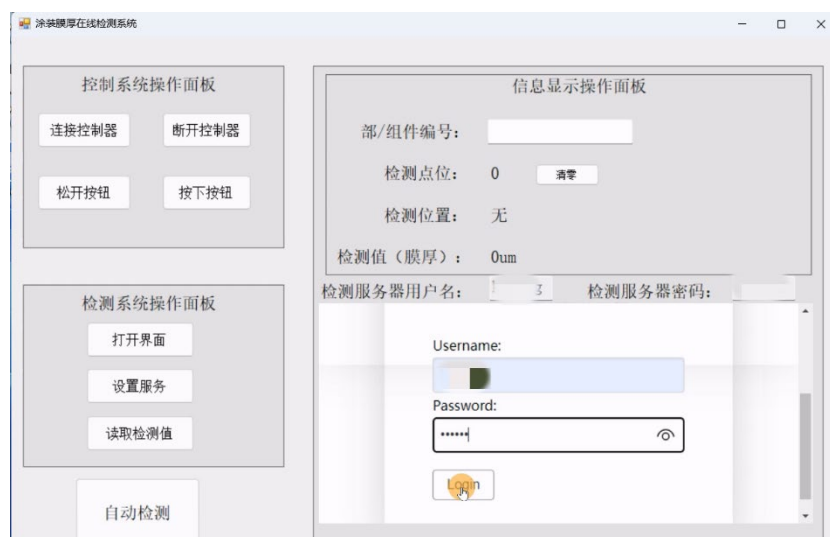 涂装膜厚在线检测系统
控制系统操作面板
连接控制器 断开控制器
松开按钮 按下按钮
检测系统操作面板
打开界面
设置服务
读取检测值
自动检测
信息显示操作面板
部/组件编号:
检测点位: 0 清零
检测位置: 无
检测值（膜厚）: 0um
检测服务器用户名: 检测服务器密码:
Username:
Password:
••••••
Login